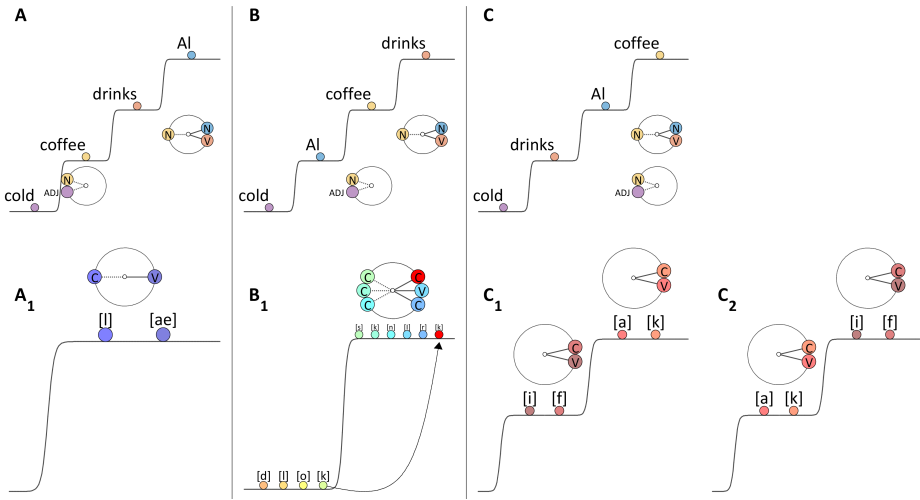 A
Al
drinks
coffee
cold
N
N
V
N
ADJ
B
drinks
coffee
Al
cold
N
N
V
N
ADJ
C
coffee
Al
drinks
cold
N
N
V
N
ADJ
A1
C
V
[l]
[ae]
B1
C
C
C
C
V
C
[s]
[k]
[n]
[l]
[r]
[k]
[d]
[l]
[o]
[k]
C1
C
V
[a]
[k]
C
V
[i]
[f]
C2
C
V
[i]
[f]
C
V
[a]
[k]